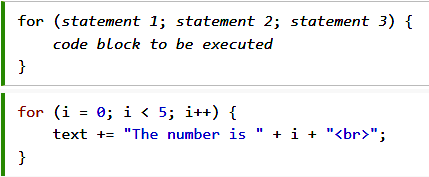 for (statement 1; statement 2; statement 3) {
    code block to be executed
}
for (i = 0; i < 5; i++) {
    text += "The number is " + i + "<br>";
}